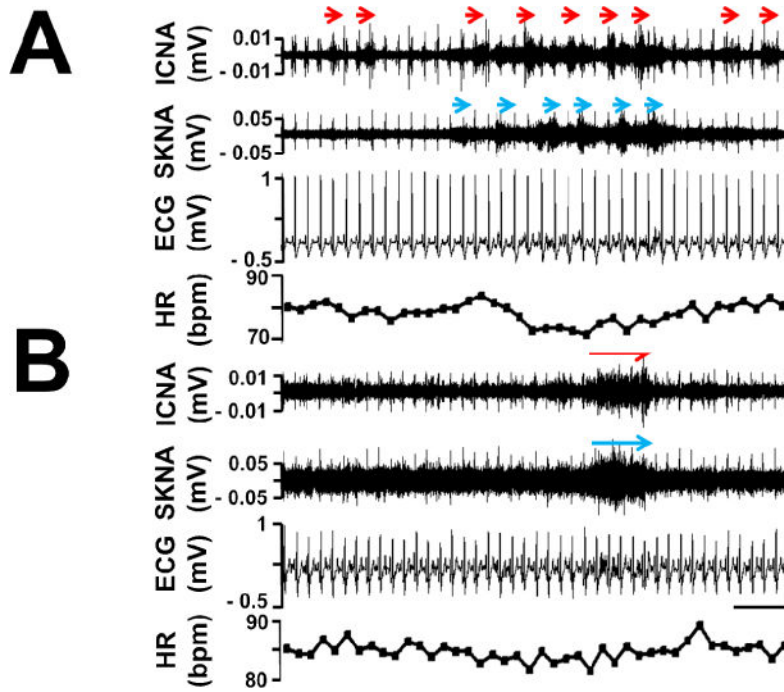 A
ICNA
(mV)
0.01
- 0.01
SKNA
(mV)
0.05
- 0.05
ECG
(mV)
1
- 0.5
HR
(bpm)
90
70
B
ICNA
(mV)
0.01
- 0.01
SKNA
(mV)
0.05
- 0.05
ECG
(mV)
1
- 0.5
HR
(bpm)
90
80